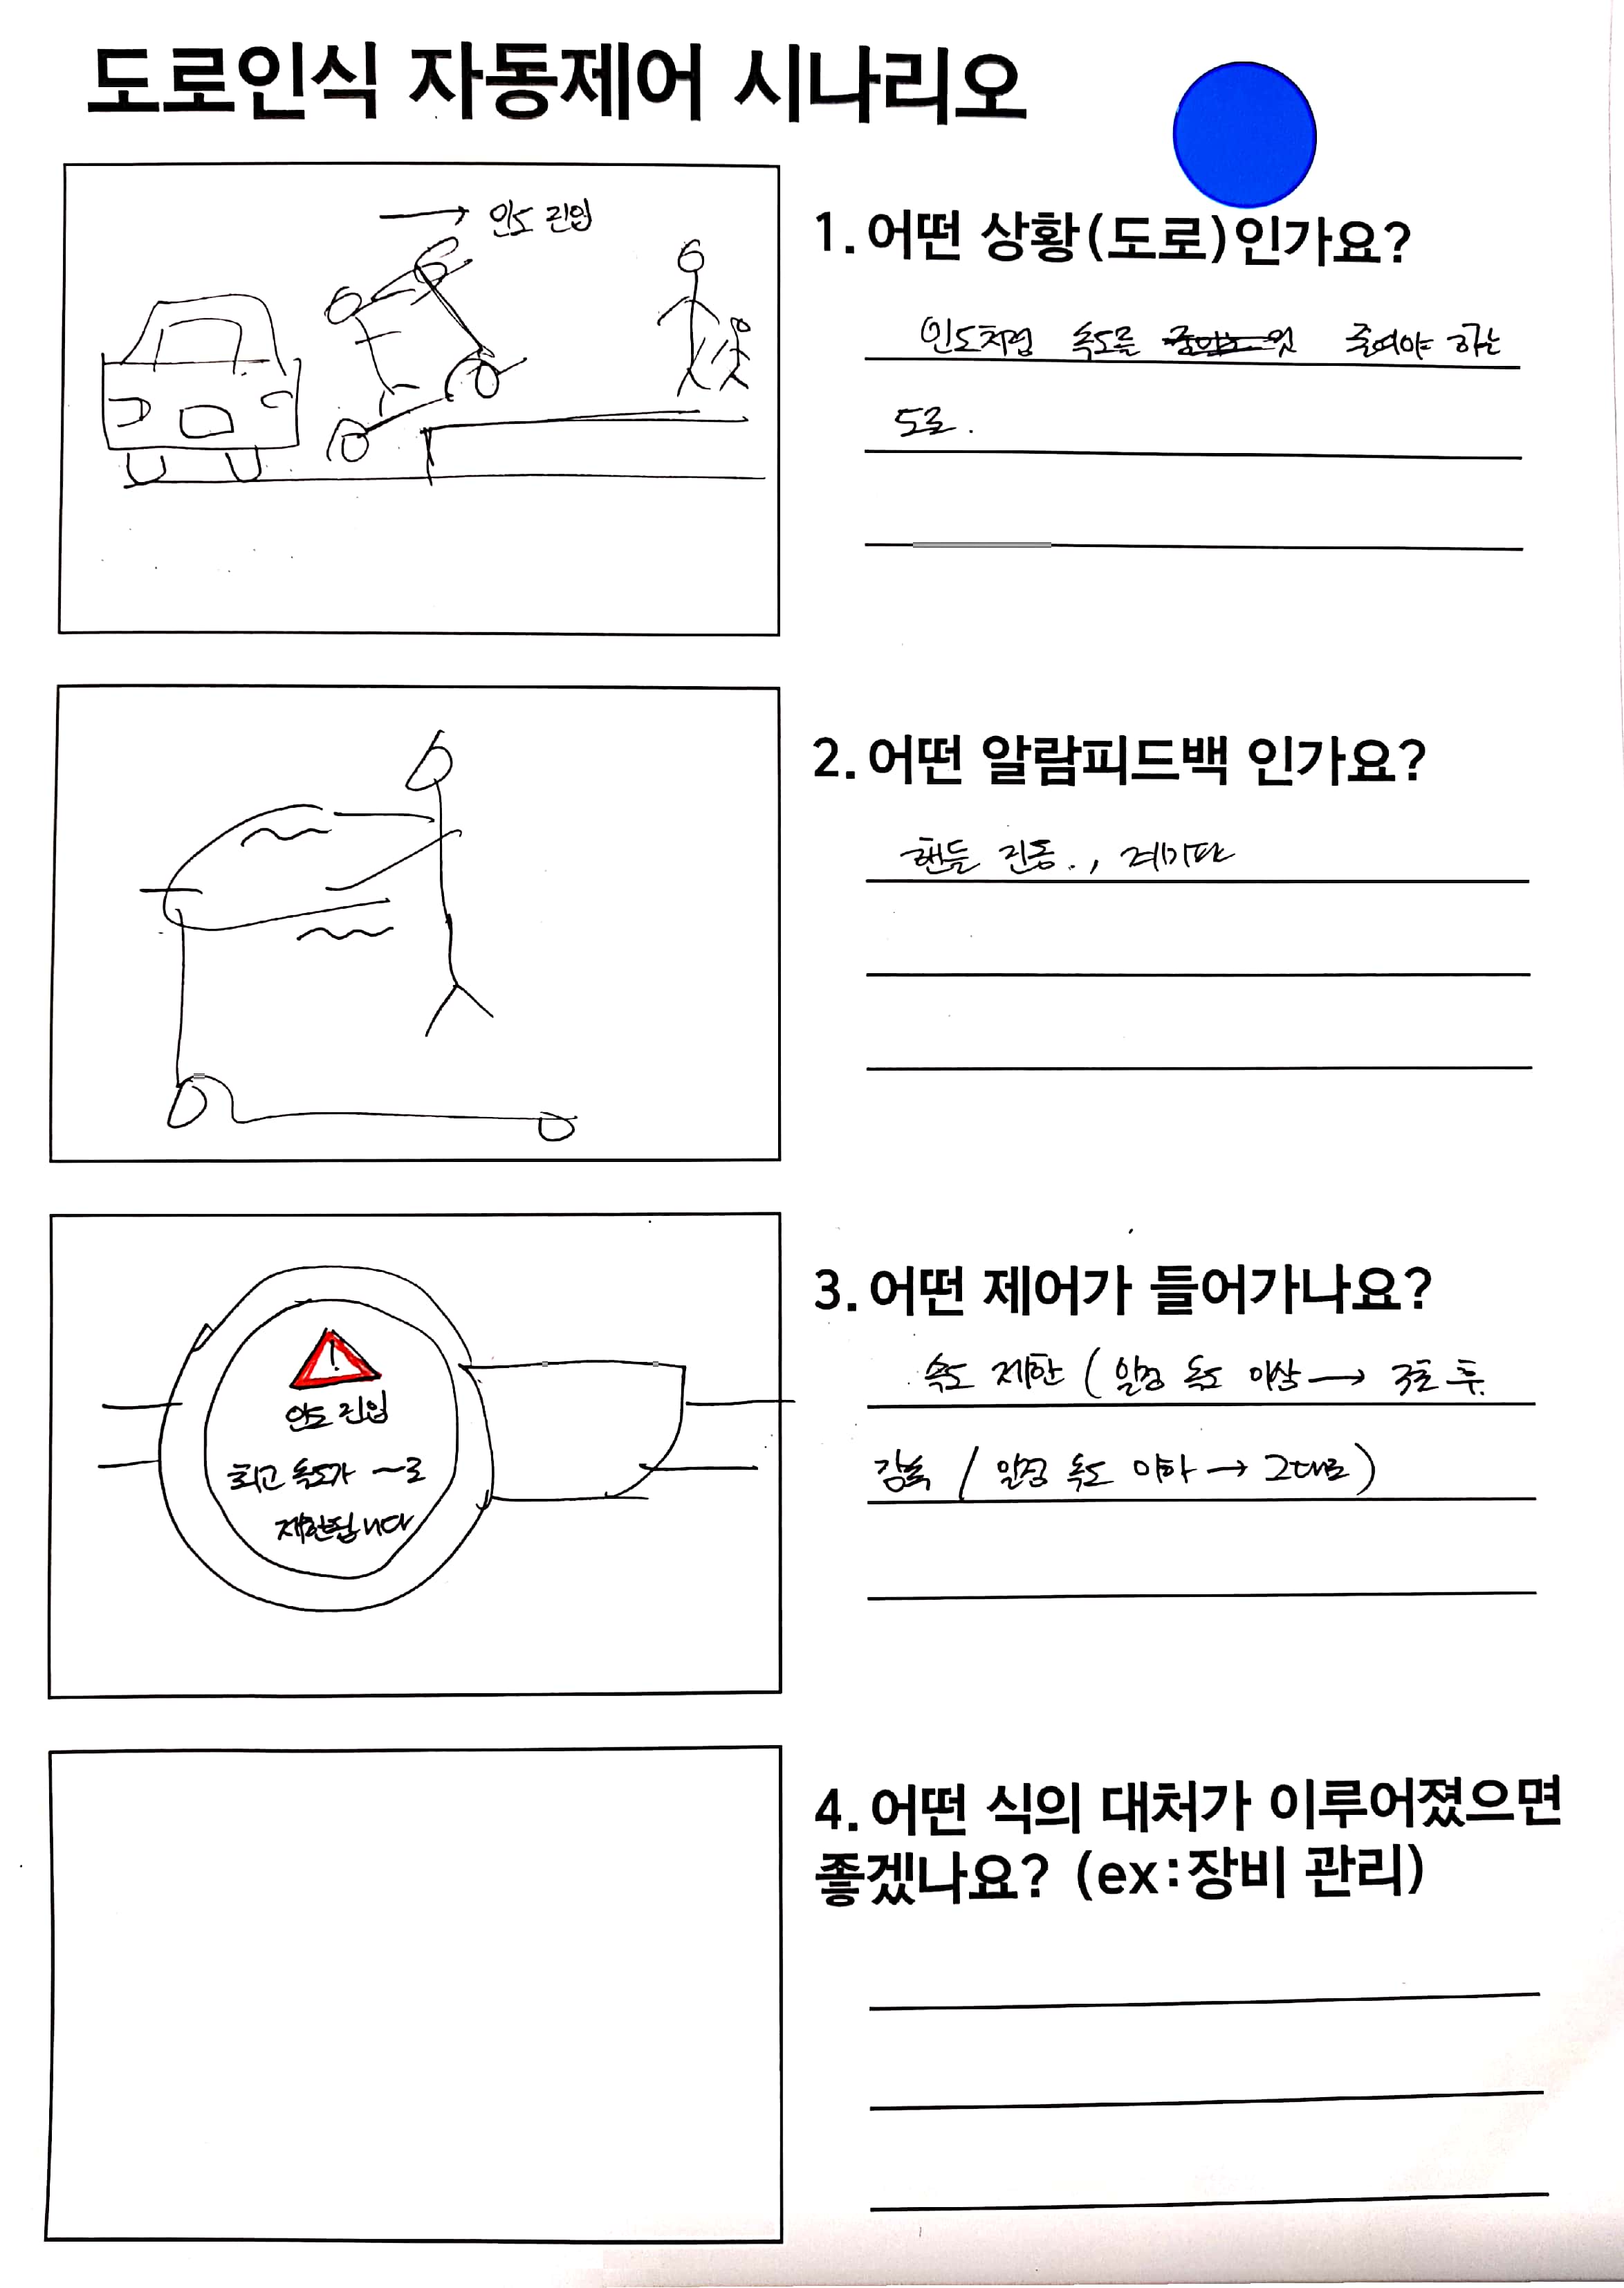 도로인식 자동제어 시나리오
→ 인도 진입
1. 어떤 상황(도로)인가요?
인도처럼 속도를 줄여야 하는
도로.
2. 어떤 알람피드백 인가요?
핸들 진동., 계기판
! 
인도 진입
최고 속도가 ~로
제한됩니다
3. 어떤 제어가 들어가나요?
속도 제한 ( 일정 속도 이상 → 3초 후
감속 / 일정 속도 이하 → 그대로 )
4. 어떤 식의 대처가 이루어졌으면
좋겠나요? (ex:장비 관리)